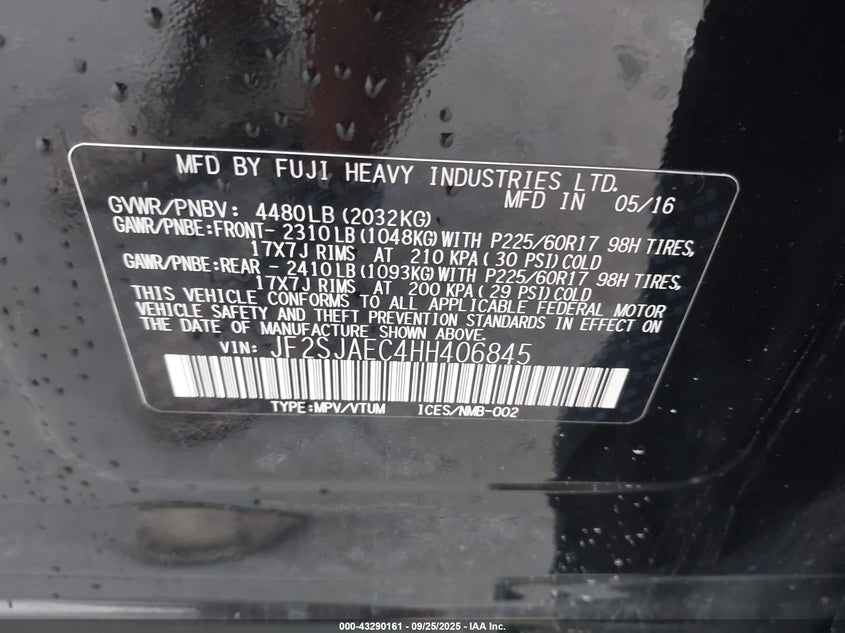 MFD BY FUJI HEAVY INDUSTRIES LTD.
MFD IN 05/16
GVWR/PNBV: 4480LB (2032KG)
GAWR/PNBE:FRONT- 2310LB (1048KG) WITH P225/60R17 98H TIRES,
17X7J RIMS AT 210 KPA ( 30 PSI) COLD
GAWR/PNBE:REAR - 2410LB (1093KG) WITH P225/60R17 98H TIRES,
17X7J RIMS AT 200 KPA ( 29 PSI) COLD
THIS VEHICLE CONFORMS TO ALL APPLICABLE FEDERAL MOTOR
VEHICLE SAFETY AND THEFT PREVENTION STANDARDS IN EFFECT ON
THE DATE OF MANUFACTURE SHOWN ABOVE.
VIN: JF2SJAEC4HH406845
TYPE:MPV/VTUM ICES/NMB-002
000-43290161 - 09/25/2025 - IAA Inc.